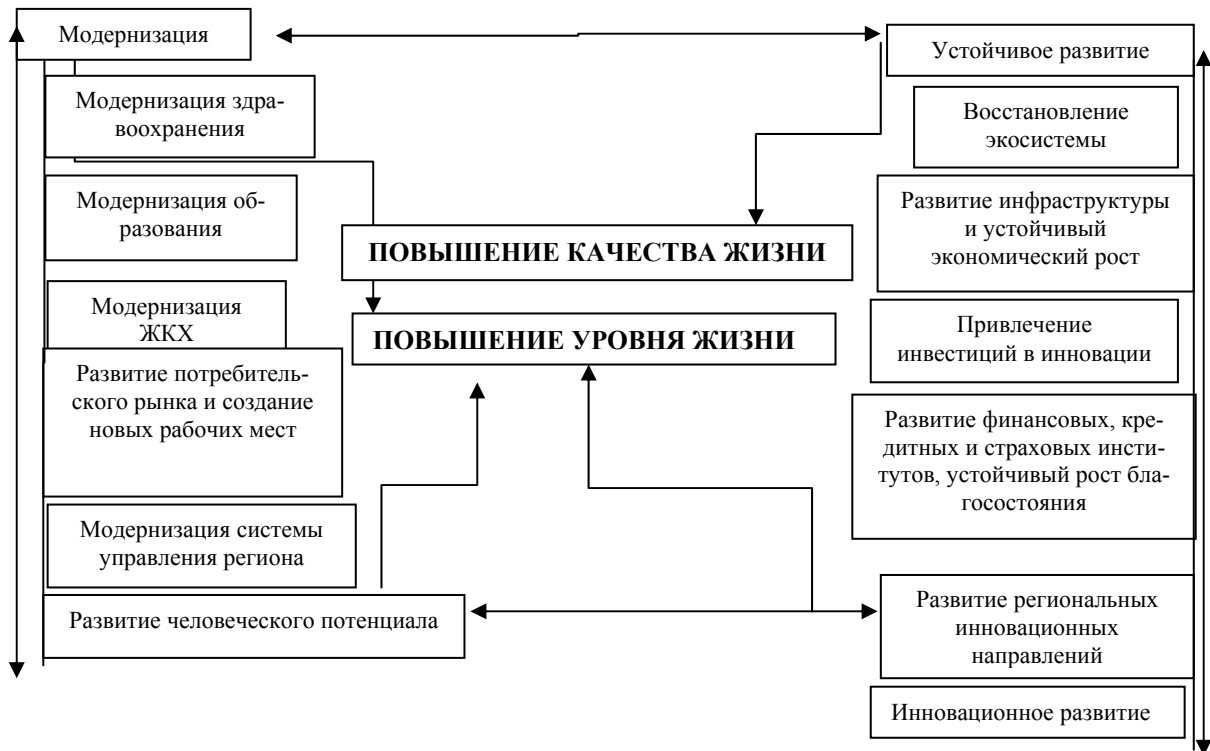 Модернизация
Модернизация здра-
воохранения
Модернизация об-
разования
Модернизация
ЖКХ
Развитие потребитель-
ского рынка и создание
новых рабочих мест
Модернизация системы
управления региона
Развитие человеческого потенциала
ПОВЫШЕНИЕ КАЧЕСТВА ЖИЗНИ
ПОВЫШЕНИЕ УРОВНЯ ЖИЗНИ
Устойчивое развитие
Восстановление
экосистемы
Развитие инфраструктуры
и устойчивый
экономический рост
Привлечение
инвестиций в инновации
Развитие финансовых, кре-
дитных и страховых инсти-
тутов, устойчивый рост бла-
госостояния
Развитие региональных
инновационных
направлений
Инновационное развитие